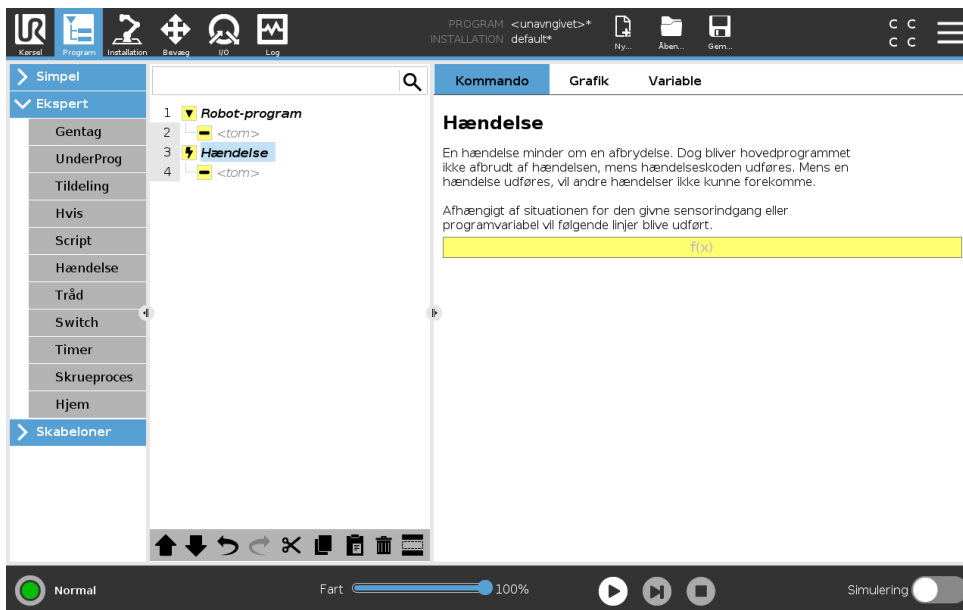 UR
Kørsel
Program
Installation
Bevæg
I/O
Log
PROGRAM <unavngivet>*
INSTALLATION default*
Ny...
Åben...
Gem...
C C
C C
Simpel
Ekspert
Gentag
UnderProg
Tildeling
Hvis
Script
Hændelse
Tråd
Switch
Timer
Skrueproces
Hjem
Skabeloner
1 Robot-program
2 <tom>
3 Hændelse
4 <tom>
Kommando Grafik Variable
Hændelse
En hændelse minder om en afbrydelse. Dog bliver hovedprogrammet
ikke afbrudt af hændelsen, mens hændelseskoden udføres. Mens en
hændelse udføres, vil andre hændelser ikke kunne forekomme.
Afhængigt af situationen for den givne sensorindgang eller
programvariabel vil følgende linjer blive udført.
f(x)
Normal
Fart 100%
Simulering